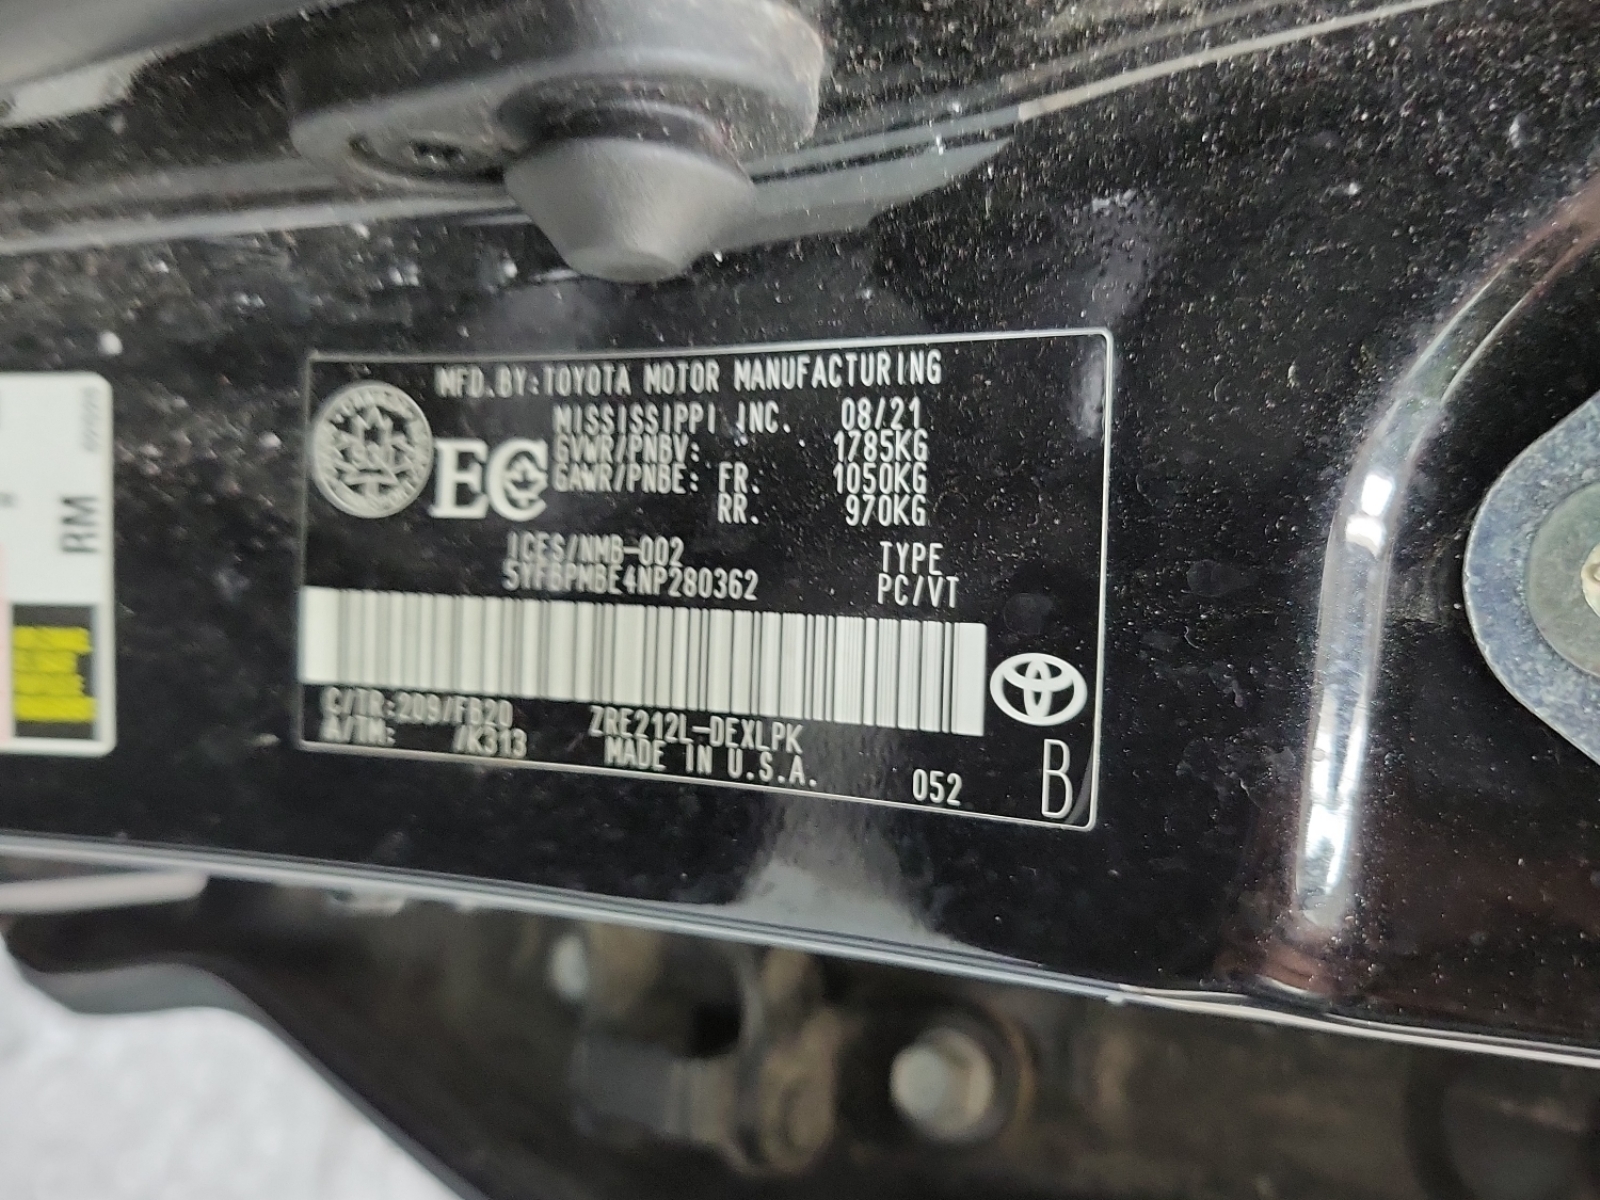 MFD.BY:TOYOTA MOTOR MANUFACTURING
MISSISSIPPI INC. 08/21
GVWR/PNBV: 1785KG
EC GAWR/PNBE: FR. 1050KG
RR. 970KG
ICES/NMB-002 TYPE
5YFBPMBE4NP280362 PC/VT
C/TR:209/FB20 ZRE212L-DEXLPK
A/TM: /K313 MADE IN U.S.A.
052 B
RM